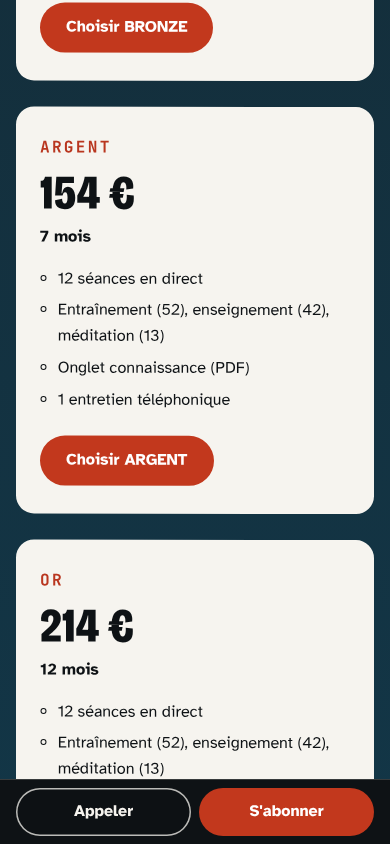 Choisir BRONZE
ARGENT
154 €
7 mois
12 séances en direct
Entraînement (52), enseignement (42),
méditation (13)
Onglet connaissance (PDF)
1 entretien téléphonique
Choisir ARGENT
OR
214 €
12 mois
12 séances en direct
Entraînement (52), enseignement (42),
méditation (13)
Appeler
S'abonner